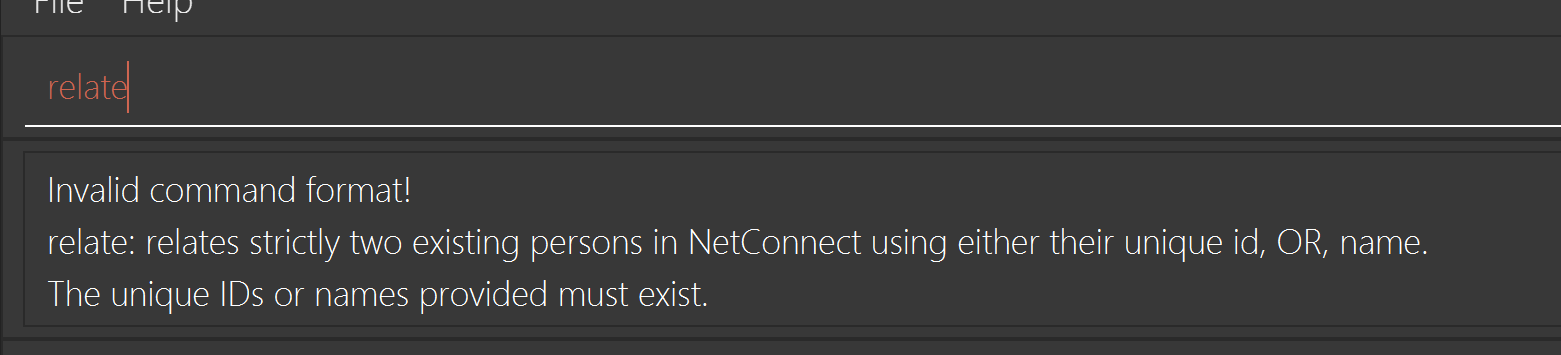 File Help
relate
Invalid command format!
relate: relates strictly two existing persons in NetConnect using either their unique id, OR, name.
The unique IDs or names provided must exist.